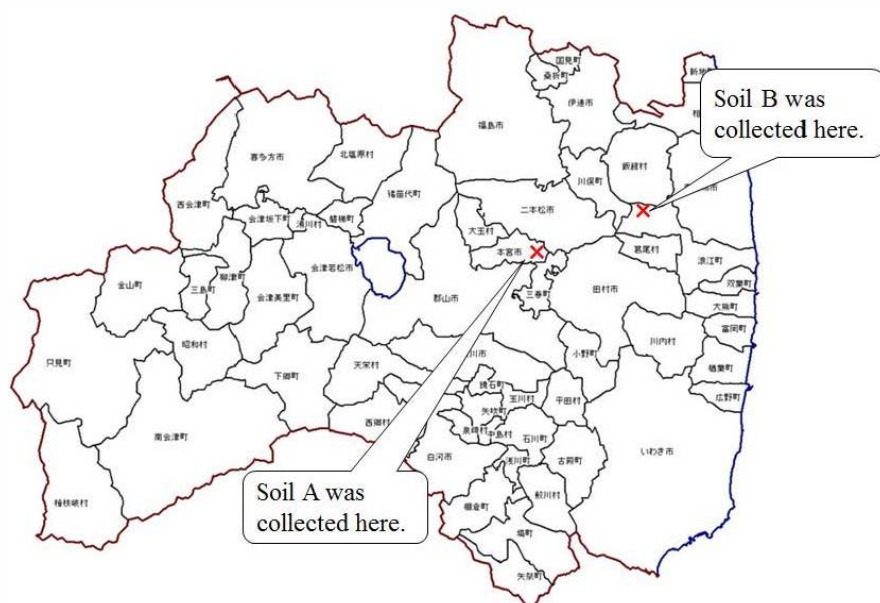 国見町
桑折町
新地町
伊達市
福島市
相
Soil B was
collected here.
喜多方市
北塩原村
飯舘村
川俣町
猪苗代町
西会津町
二本松市
会津坂下町
湯川村
磐梯町
大玉村
本宮市
葛尾村
浪江町
会津若松市
柳津町
金山町
三島町
会津美里町
郡山市
三春町
田村市
双葉町
大熊町
富岡町
昭和村
川内村
只見町
下郷町
天栄村
川市
小野町
楢葉町
鏡石町
玉川村
平田村
広野町
矢吹町
西郷村
泉崎村
中島村
石川町
南会津町
白河市
浅川町
古殿町
いわき市
Soil A was
collected here.
檜枝岐村
棚倉町
鮫川村
塙町
矢祭町